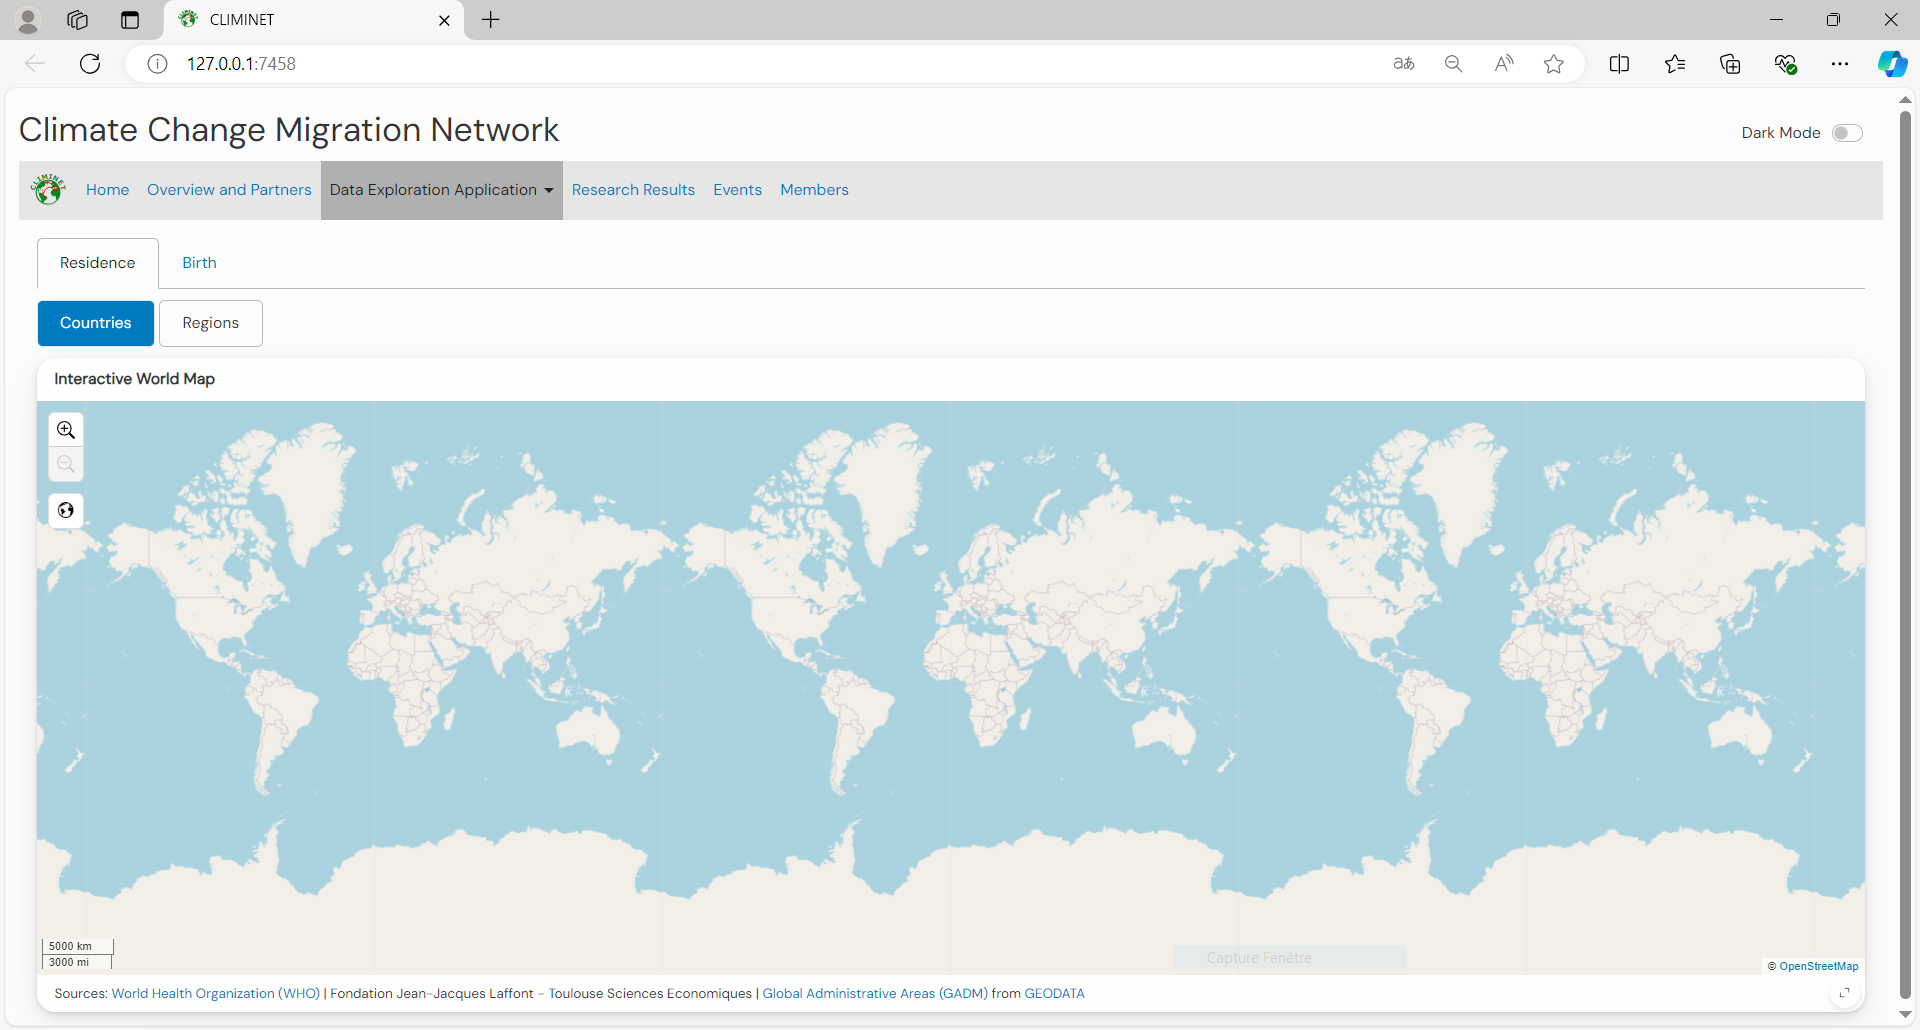 CLIMINET
127.0.0.1:7458
Climate Change Migration Network
Dark Mode
CLIMINET
Home
Overview and Partners
Data Exploration Application
Research Results
Events
Members
Residence
Birth
Countries
Regions
Interactive World Map
5000 km
3000 mi
Capture Fenêtre
© OpenStreetMap
Sources: World Health Organization (WHO) | Fondation Jean-Jacques Laffont - Toulouse Sciences Economiques | Global Administrative Areas (GADM) from GEODATA